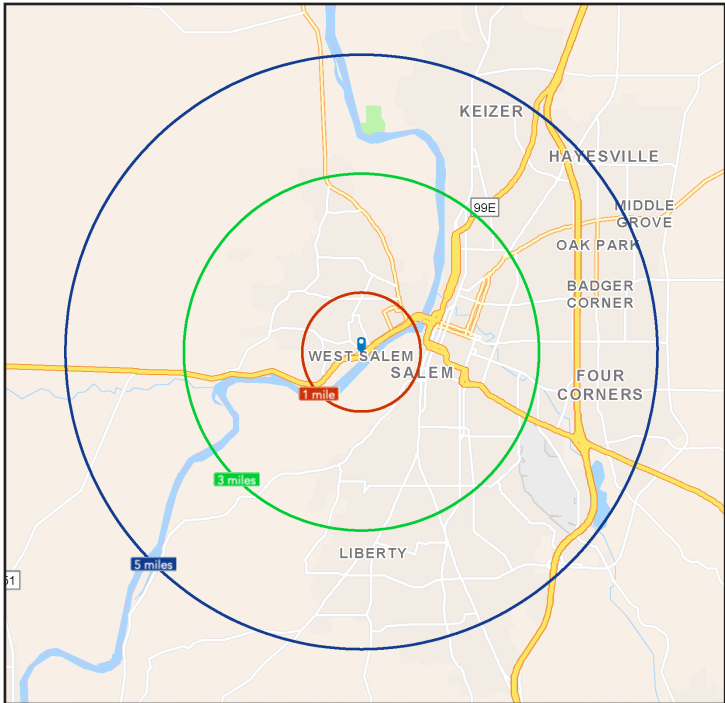 KEIZER
HAYESVILLE
99E
MIDDLE
GROVE
OAK PARK
BADGER
CORNER
WEST SALEM
SALEM
FOUR
CORNERS
1 mile
3 miles
LIBERTY
5 miles
51